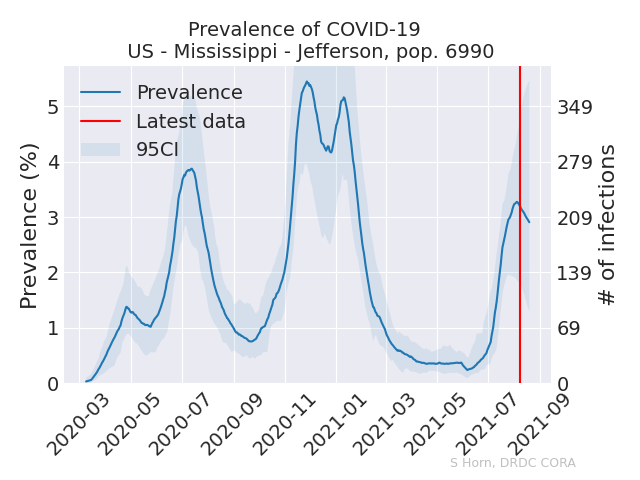 Prevalence of COVID-19
US - Mississippi - Jefferson, pop. 6990
Prevalence
Latest data
95CI
Prevalence (%)
5
4
3
2
1
0
349
279
209
139
69
0
# of infections
2020-03
2020-05
2020-07
2020-09
2020-11
2021-01
2021-03
2021-05
2021-07
2021-09
S Horn, DRDC CORA